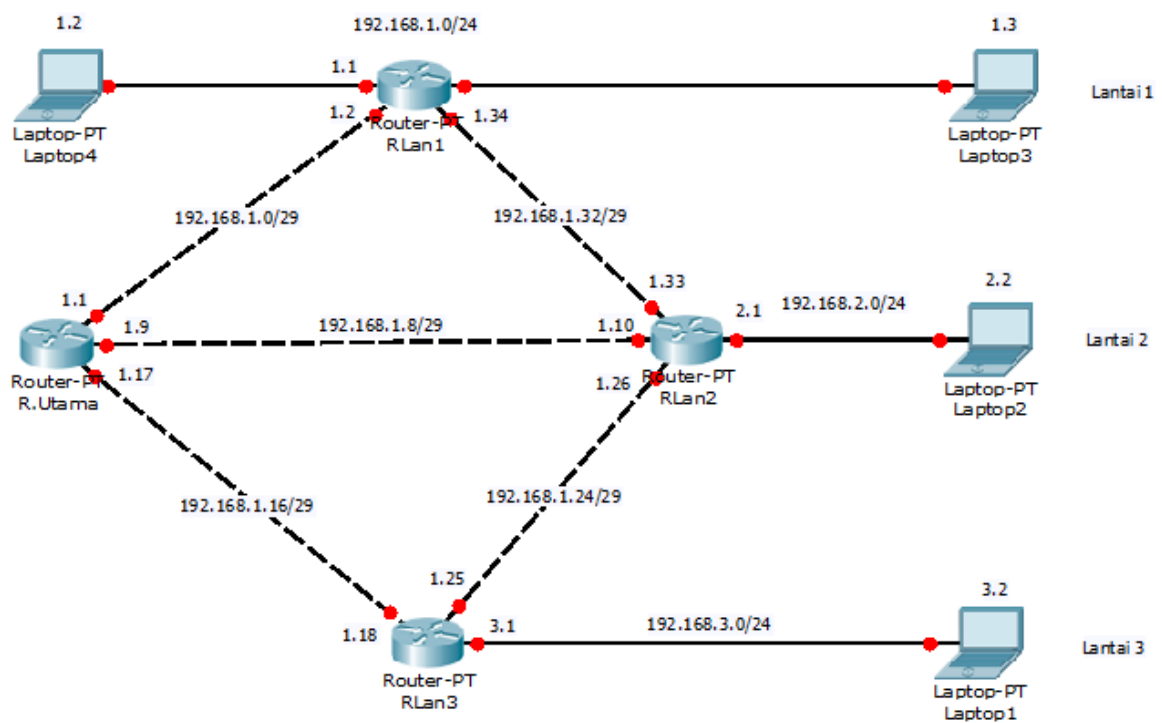 1.2
192.168.1.0/24
1.3
1.1
Lantai 1
1.2
1.34
Laptop-PT
Laptop4
Router-PT
RLan1
Laptop-PT
Laptop3
192.168.1.0/29
192.168.1.32/29
1.1
1.33
2.1
192.168.2.0/24
2.2
1.9
192.168.1.8/29
1.10
Lantai 2
Router-PT
R.Utama
1.17
1.26
Router-PT
RLan2
Laptop-PT
Laptop2
192.168.1.16/29
192.168.1.24/29
1.25
3.2
1.18
3.1
192.168.3.0/24
Lantai 3
Router-PT
RLan3
Laptop-PT
Laptop1